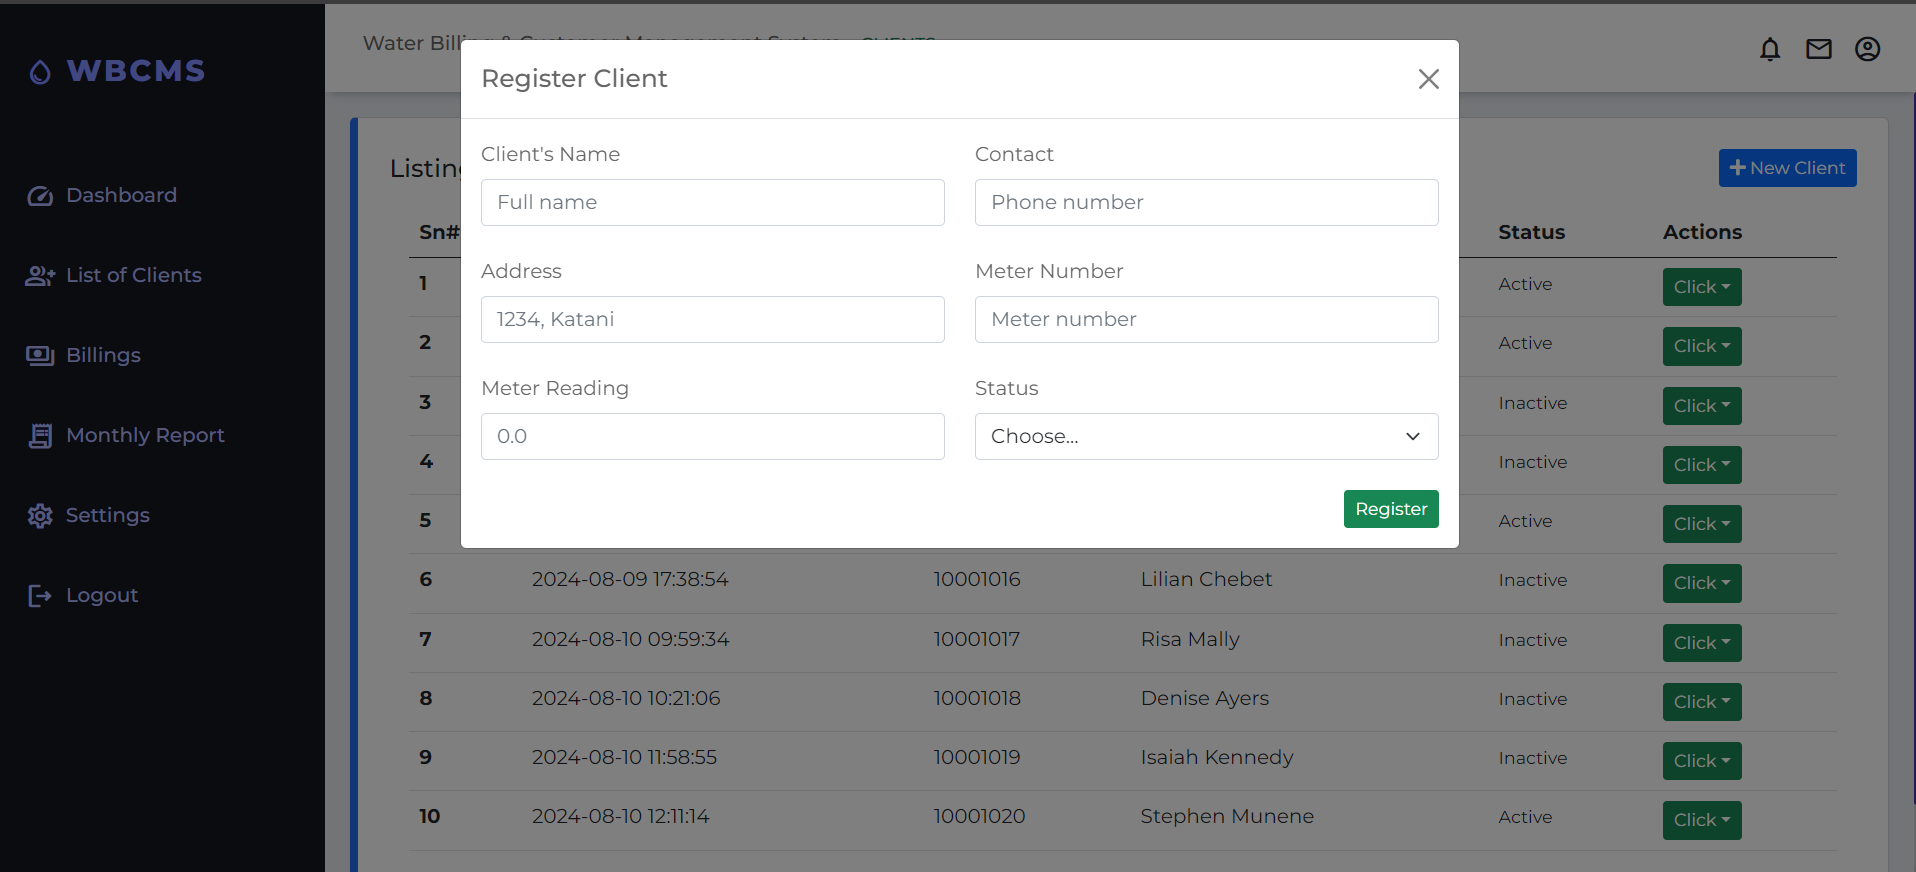 WBCMS
Dashboard
List of Clients
Billings
Monthly Report
Settings
Logout
Water Billing & Customer Management System CLIENTS
Register Client
Client's Name Contact
Full name Phone number
Address Meter Number
1234, Katani Meter number
Meter Reading Status
0.0 Choose...
Register
New Client
Sn# Status Actions
1 Active Click
2 Active Click
3 Inactive Click
4 Inactive Click
5 Active Click
6 2024-08-09 17:38:54 10001016 Lilian Chebet Inactive Click
7 2024-08-10 09:59:34 10001017 Risa Mally Inactive Click
8 2024-08-10 10:21:06 10001018 Denise Ayers Inactive Click
9 2024-08-10 11:58:55 10001019 Isaiah Kennedy Inactive Click
10 2024-08-10 12:11:14 10001020 Stephen Munene Active Click